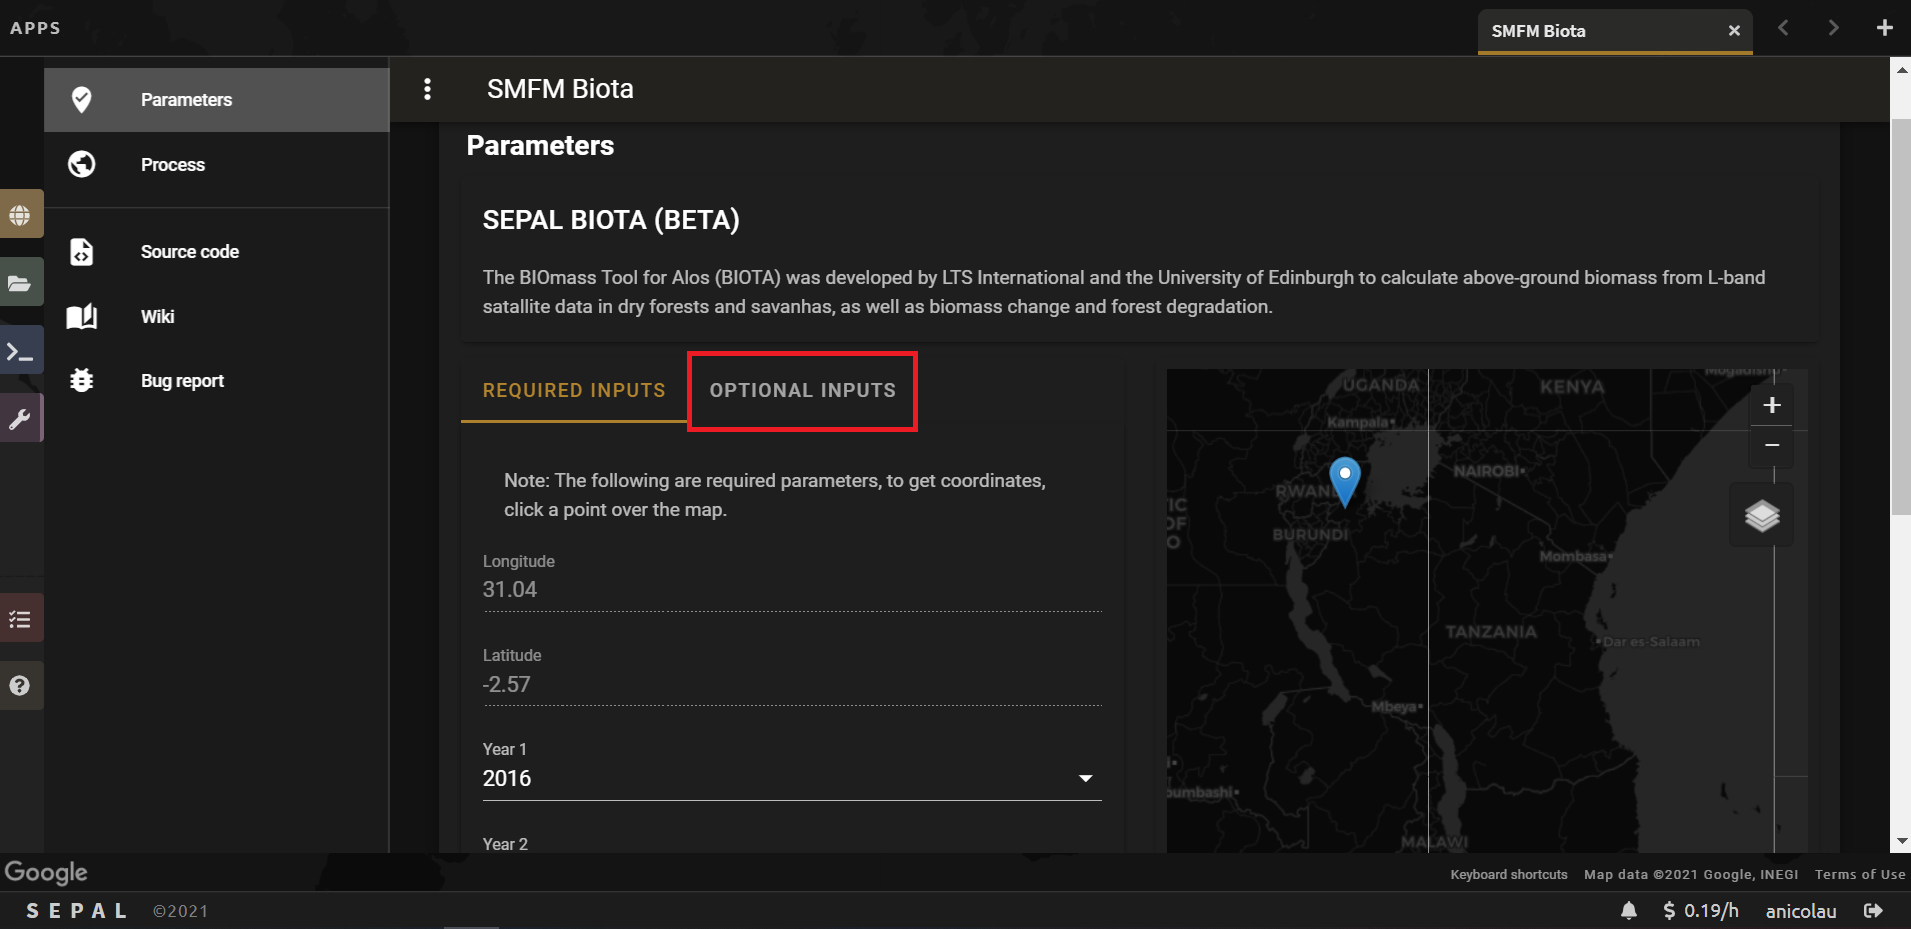 APPS
SMFM Biota
Parameters
Process
Source code
Wiki
Bug report
SMFM Biota
Parameters
SEPAL BIOTA (BETA)
The BIOmass Tool for Alos (BIOTA) was developed by LTS International and the University of Edinburgh to calculate above-ground biomass from L-band
satallite data in dry forests and savanhas, as well as biomass change and forest degradation.
REQUIRED INPUTS
OPTIONAL INPUTS
Note: The following are required parameters, to get coordinates,
click a point over the map.
Longitude
31.04
Latitude
-2.57
Year 1
2016
Year 2
Mogadishu
UGANDA
KENYA
Kampala
NAIROBI
RWAN
IC
OF
O
BURUNDI
Mombasa
TANZANIA
Dar es-Salaam
Mbeya
umbashi
MALAWI
+
−
Google
Keyboard shortcuts
Map data ©2021 Google, INEGI
Terms of Use
SEPAL ©2021
$ 0.19/h
anicolau